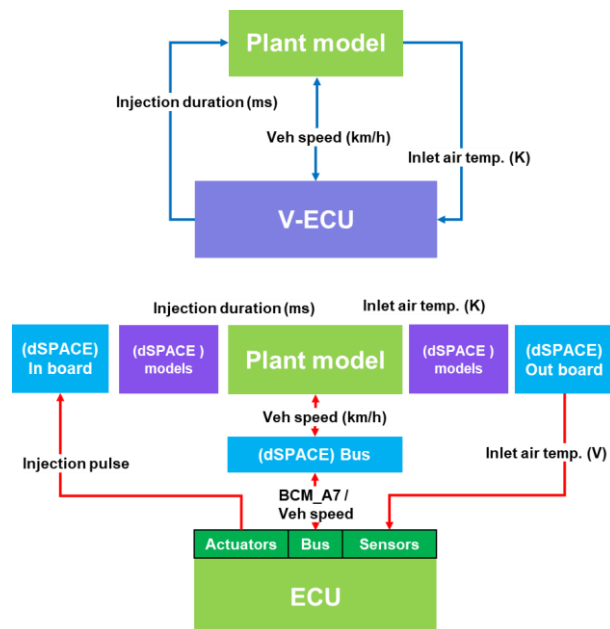 Plant model
Injection duration (ms)
Veh speed (km/h)
Inlet air temp. (K)
V-ECU
Injection duration (ms)
Inlet air temp. (K)
(dSPACE)
In board
(dSPACE )
models
Plant model
(dSPACE )
models
(dSPACE)
Out board
Veh speed (km/h)
(dSPACE) Bus
Injection pulse
Inlet air temp. (V)
BCM_A7 /
Veh speed
Actuators
Bus
Sensors
ECU